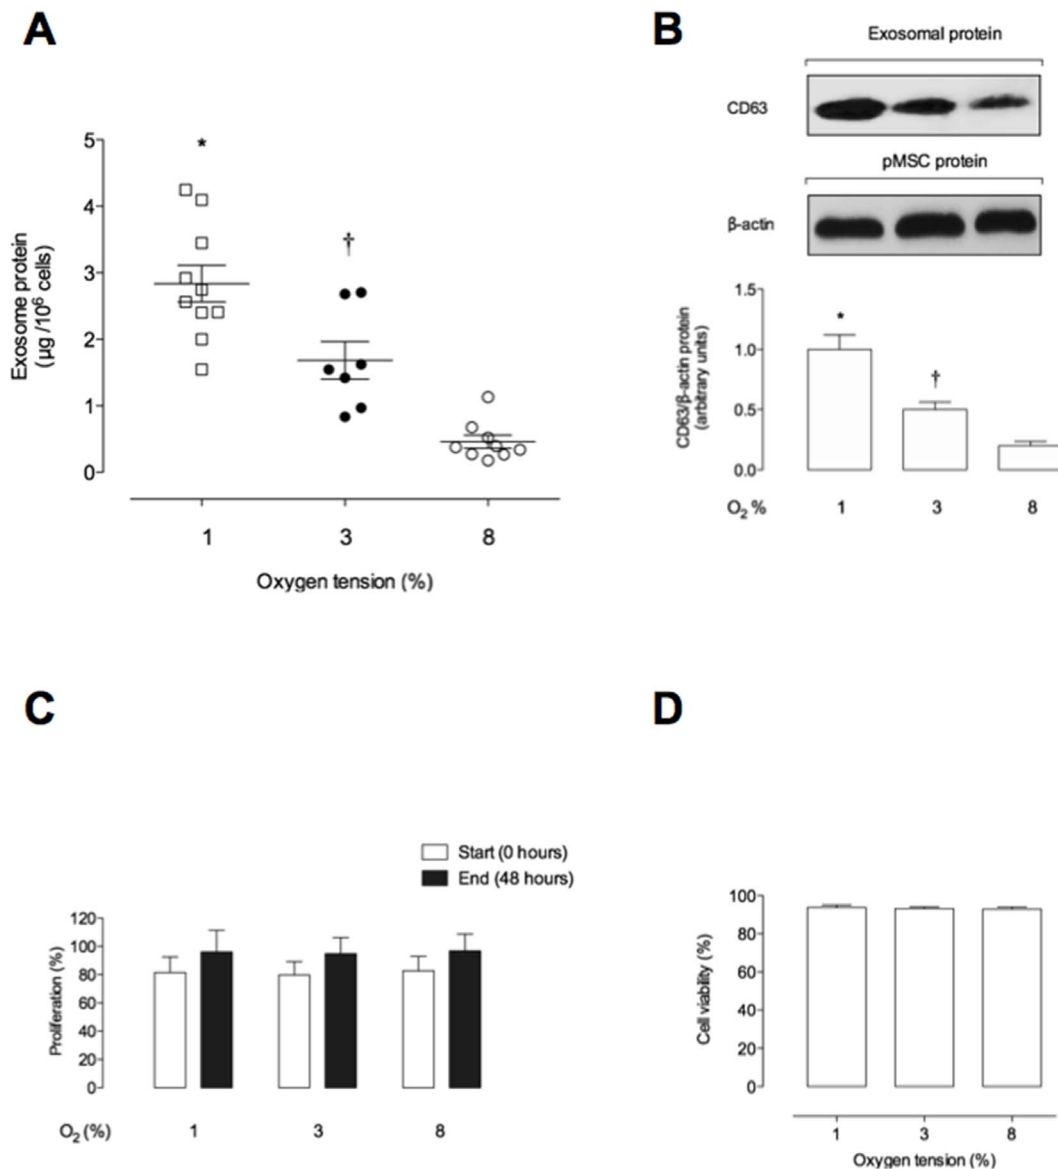 A
5
*
4
†
3
2
1
0
Exosome protein
(µg /10⁶ cells)
1 3 8
Oxygen tension (%)
B
Exosomal protein
CD63
pMSC protein
β-actin
1.5
*
1.0
†
0.5
0.0
CD63/β-actin protein
(arbitrary units)
O₂ % 1 3 8
C
Start (0 hours)
End (48 hours)
120
100
80
60
40
20
0
Proliferation (%)
O₂ (%) 1 3 8
D
100
80
60
40
20
0
Cell viability (%)
1 3 8
Oxygen tension (%)